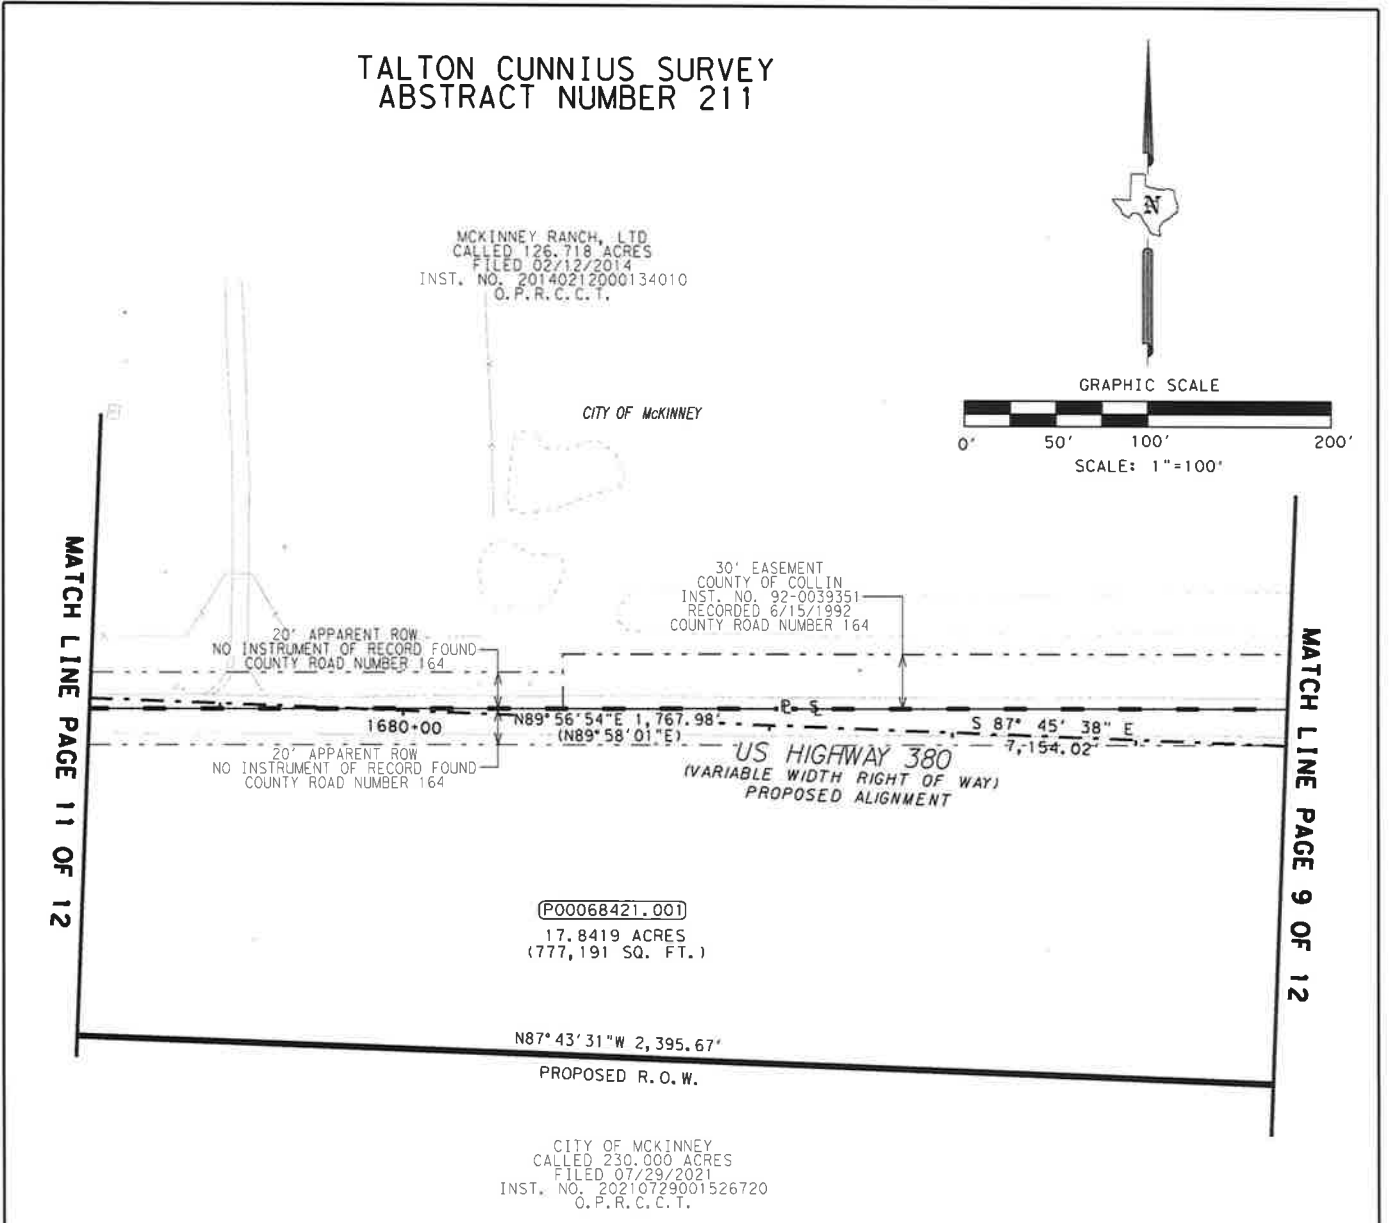 TALTON CUNNIUS SURVEY
ABSTRACT NUMBER 211
N
MCKINNEY RANCH, LTD
CALLED 126.718 ACRES
FILED 02/12/2014
INST. NO. 20140212000134010
O.P.R.C.C.T.
GRAPHIC SCALE
0' 50' 100' 200'
SCALE: 1"=100'
CITY OF McKINNEY
MATCH LINE PAGE 11 OF 12
30' EASEMENT
COUNTY OF COLLIN
INST. NO. 92-0039351
RECORDED 6/15/1992
COUNTY ROAD NUMBER 164
20' APPARENT ROW
NO INSTRUMENT OF RECORD FOUND
COUNTY ROAD NUMBER 164
MATCH LINE PAGE 9 OF 12
1680+00
N89°56'54"E 1,767.98'
(N89°58'01"E)
S 87° 45' 38" E
7,154.02'
20' APPARENT ROW
NO INSTRUMENT OF RECORD FOUND
COUNTY ROAD NUMBER 164
US HIGHWAY 380
(VARIABLE WIDTH RIGHT OF WAY)
PROPOSED ALIGNMENT
P00068421.001
17.8419 ACRES
(777,191 SQ. FT.)
N87°43'31"W 2,395.67'
PROPOSED R.O.W.
CITY OF MCKINNEY
CALLED 230.000 ACRES
FILED 07/29/2021
INST. NO. 20210729001526720
O.P.R.C.C.T.